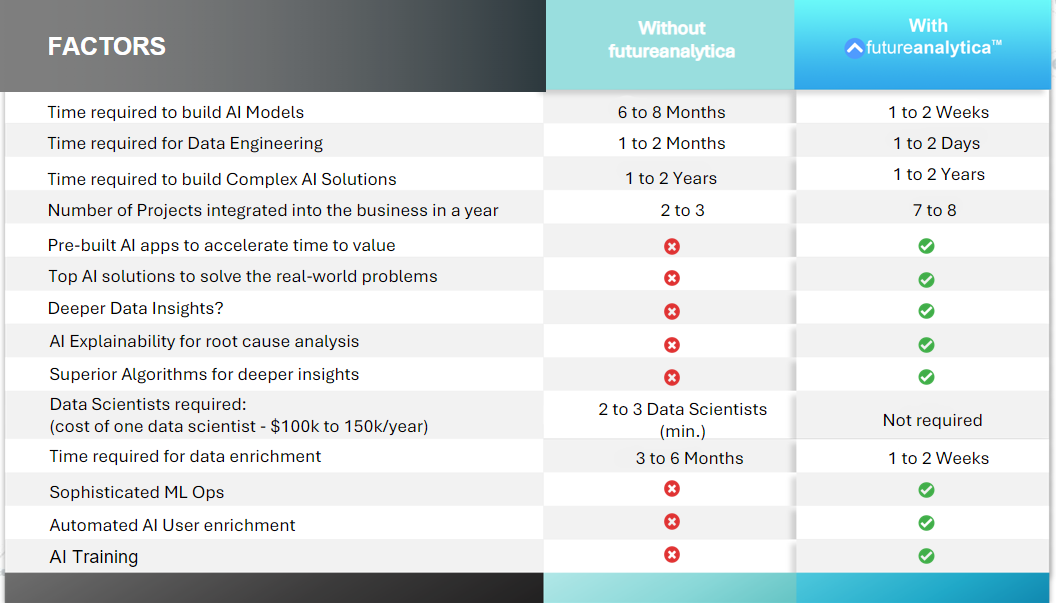 FACTORS
Without
futureanalytica
With
futureanalytica™
Time required to build AI Models
6 to 8 Months
1 to 2 Weeks
Time required for Data Engineering
1 to 2 Months
1 to 2 Days
Time required to build Complex AI Solutions
1 to 2 Years
1 to 2 Years
Number of Projects integrated into the business in a year
2 to 3
7 to 8
Pre-built AI apps to accelerate time to value
Top AI solutions to solve the real-world problems
Deeper Data Insights?
AI Explainability for root cause analysis
Superior Algorithms for deeper insights
Data Scientists required:
(cost of one data scientist - $100k to 150k/year)
2 to 3 Data Scientists
(min.)
Not required
Time required for data enrichment
3 to 6 Months
1 to 2 Weeks
Sophisticated ML Ops
Automated AI User enrichment
AI Training